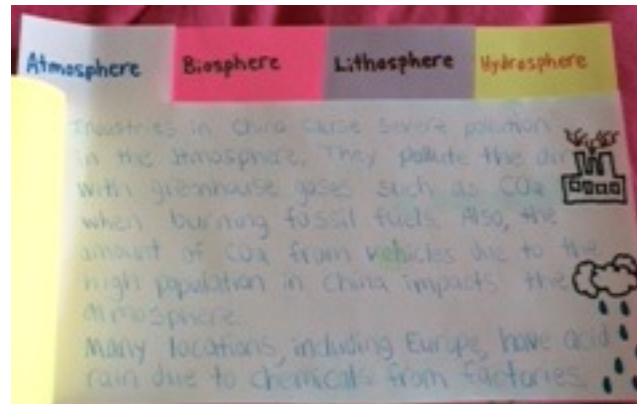 Atmosphere Biosphere Lithosphere Hydrosphere
Industries in China cause severe pollution
in the atmosphere. They pollute the air
with greenhouse gases such as CO2
when burning fossil fuels. Also, the
amount of CO2 from vehicles due to the
high population in China impacts the
atmosphere.
Many locations, including Europe, have acid
rain due to chemicals from factories.